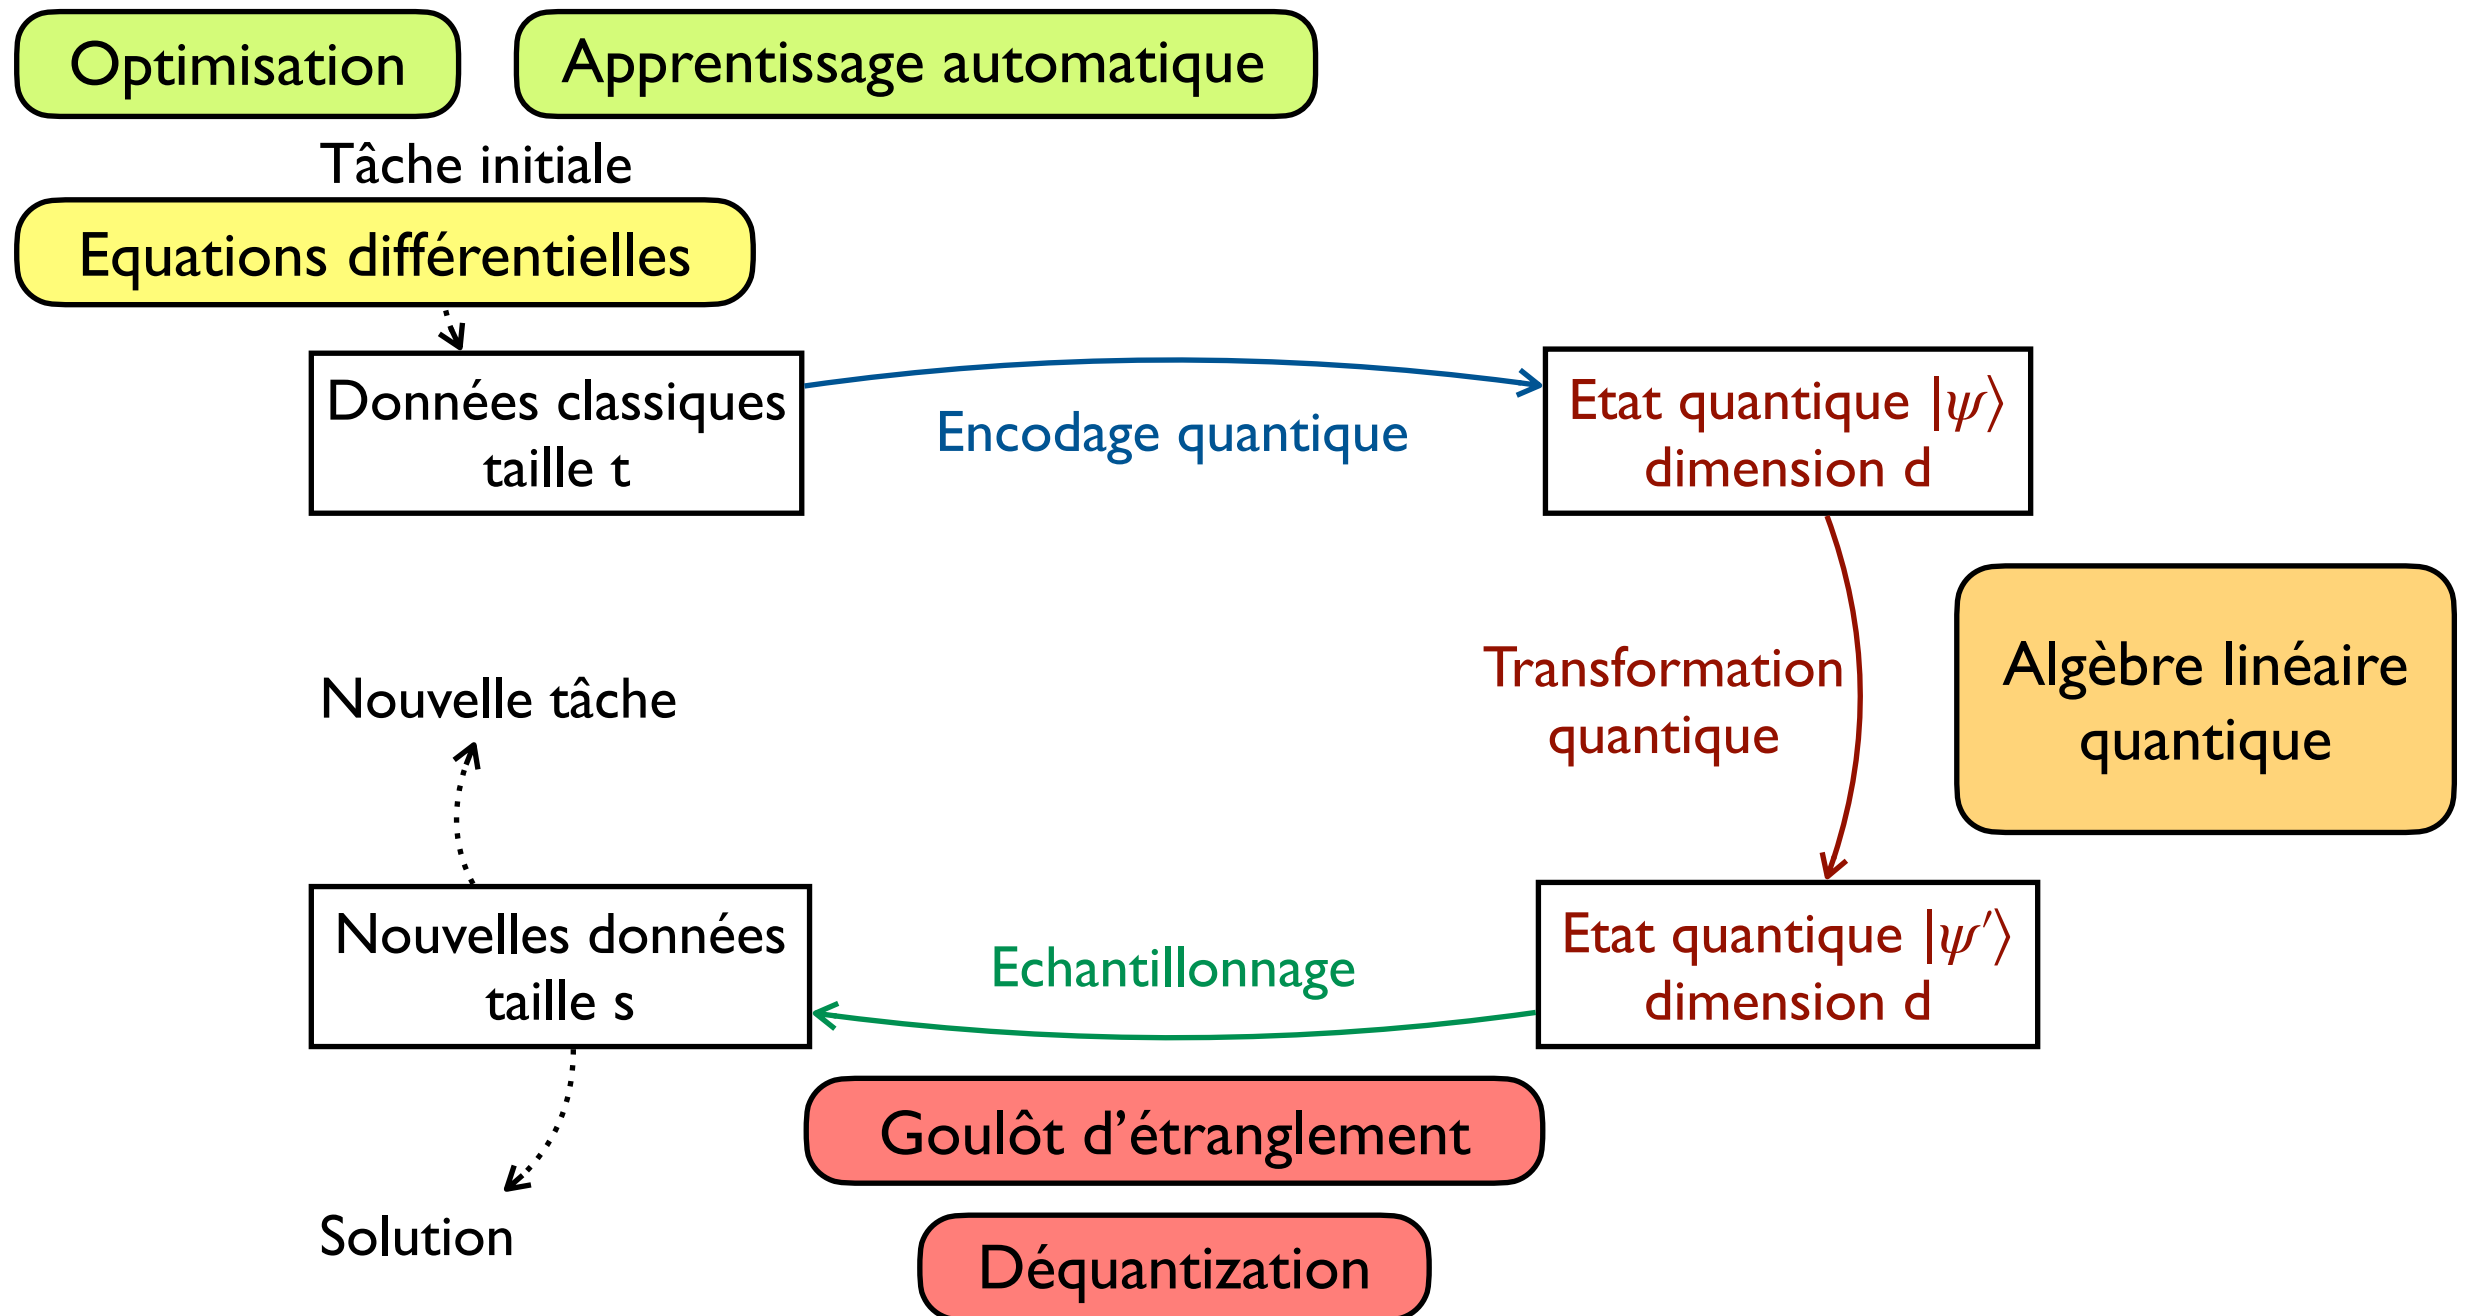 Optimisation
Apprentissage automatique
Tâche initiale
Equations différentielles
Données classiques
taille t
Encodage quantique
Etat quantique |ψ⟩
dimension d
Transformation
quantique
Algèbre linéaire
quantique
Nouvelle tâche
Nouvelles données
taille s
Echantillonnage
Etat quantique |ψ′⟩
dimension d
Goulôt d’étranglement
Solution
Déquantization